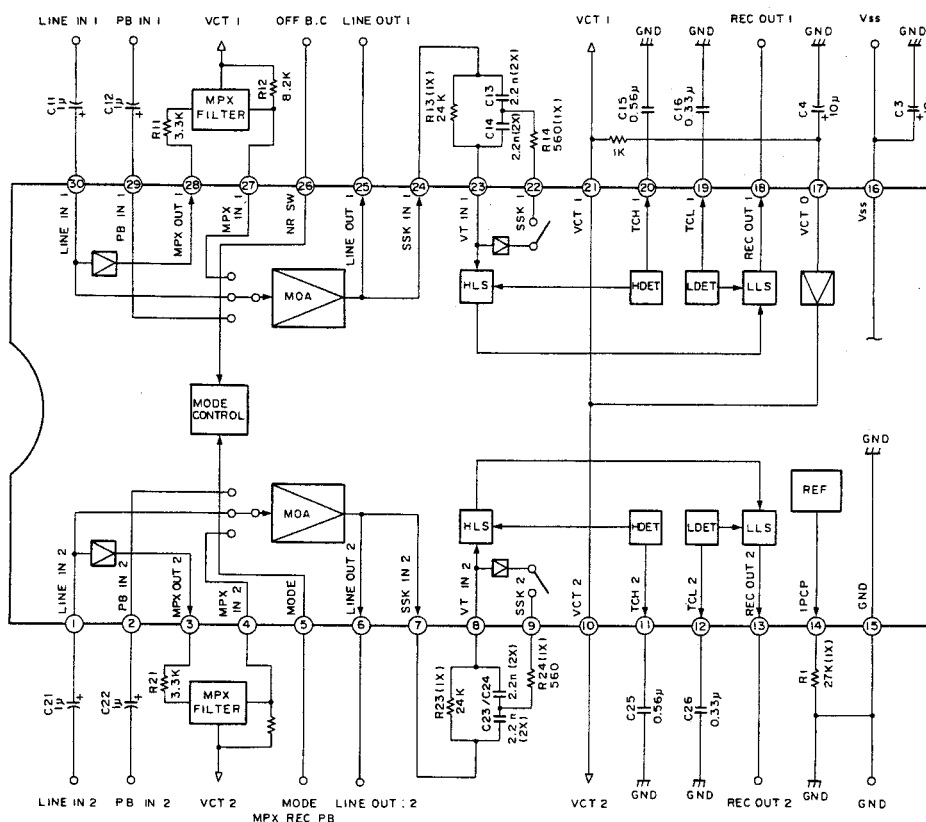 LINE IN 1
PB IN 1
VCT 1
OFF B.C
LINE OUT 1
VCT 1
GND
GND
REC OUT 1
GND
Vss
GND
C11
1μ
+
C12
1μ
+
R11
3.3K
MPX
FILTER
R12
8.2K
R13(1X)
24K
C13
2.2n(2X)
C14
2.2n(2X)
R14
560(1X)
C15
0.56μ
C16
0.33μ
C4
+
10μ
C3
+
1K
30
29
28
27
26
25
24
23
22
21
20
19
18
17
16
LINE IN 1
PB IN 1
MPX OUT 1
MPX
IN 1
NR SW
LINE OUT 1
SSK IN 1
VT IN 1
SSK 1
VCT 1
TCH 1
TCL 1
REC OUT 1
VCT 0
Vss
MOA
HLS
HDET
LDET
LLS
MODE
CONTROL
GND
MOA
HLS
HDET
LDET
LLS
REF
LINE IN 2
PB IN 2
MPX OUT 2
MPX
IN 2
MODE
LINE OUT 2
SSK IN 2
VT IN 2
SSK 2
VCT 2
TCH 2
TCL 2
REC OUT 2
IPCP
GND
1
2
3
4
5
6
7
8
9
10
11
12
13
14
15
C21
1μ
+
C22
1μ
+
R21
3.3K
MPX
FILTER
R23(1X)
24K
C23/C24
2.2n(2X)
2.2n
(2X)
R24(1X)
560
C25
0.56μ
C26
0.33μ
R1
27K(1X)
LINE IN 2
PB IN 2
VCT 2
MODE
MPX REC PB
LINE OUT 2
VCT 2
GND
GND
REC OUT 2
GND
GND